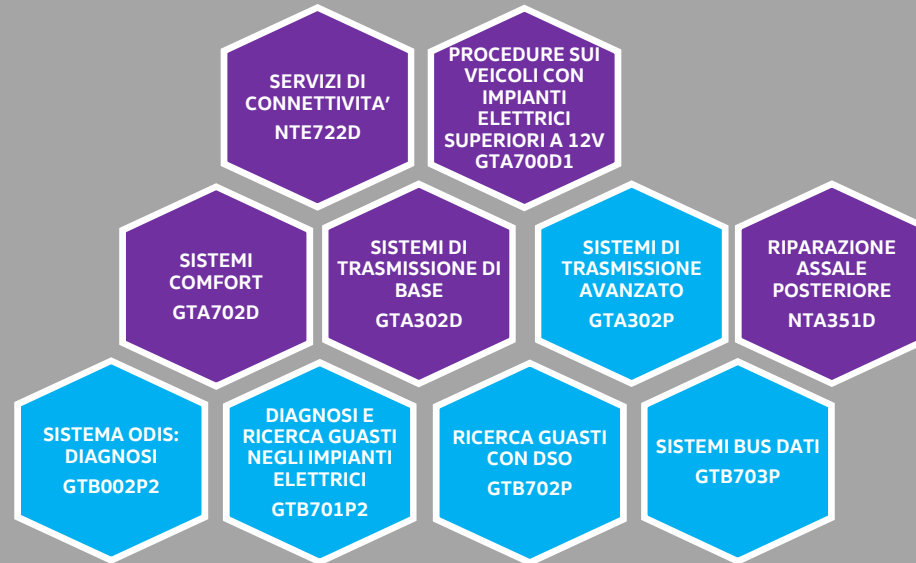 SERVIZI DI
CONNETTIVITA’
NTE722D
PROCEDURE SUI
VEICOLI CON
IMPIANTI
ELETTRICI
SUPERIORI A 12V
GTA700D1
SISTEMI
COMFORT
GTA702D
SISTEMI DI
TRASMISSIONE DI
BASE
GTA302D
SISTEMI DI
TRASMISSIONE
AVANZATO
GTA302P
RIPARAZIONE
ASSALE
POSTERIORE
NTA351D
SISTEMA ODIS:
DIAGNOSI
GTB002P2
DIAGNOSI E
RICERCA GUASTI
NEGLI IMPIANTI
ELETTRICI
GTB701P2
RICERCA GUASTI
CON DSO
GTB702P
SISTEMI BUS DATI
GTB703P